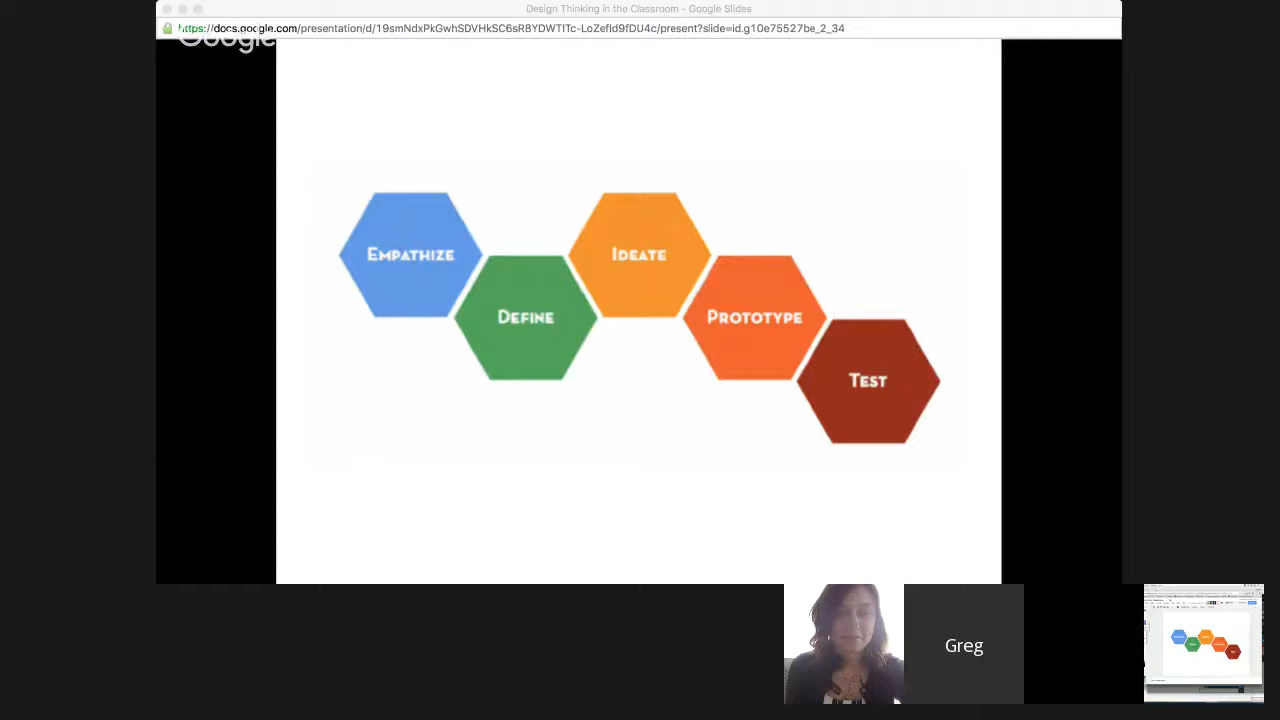 Design Thinking in the Classroom - Google Slides
https://docs.google.com/presentation/d/19smNdxPkGwhSDVHkSC6sR8YDWTITc-LoZefId9fDU4c/present?slide=id.g10e75527be_2_34
Google
EMPATHIZE
IDEATE
DEFINE
PROTOTYPE
TEST
Greg